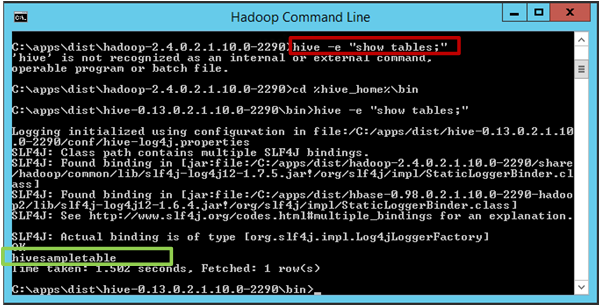 Hadoop Command Line
C:\apps\dist\hadoop-2.4.0.2.1.10.0-2290>hive -e "show tables;"
'hive' is not recognized as an internal or external command,
operable program or batch file.
C:\apps\dist\hadoop-2.4.0.2.1.10.0-2290>cd %hive_home%\bin
C:\apps\dist\hive-0.13.0.2.1.10.0-2290\bin>hive -e "show tables;"
Logging initialized using configuration in file:/C:/apps/dist/hive-0.13.0.2.1.10
.0-2290/conf/hive-log4j.properties
SLF4J: Class path contains multiple SLF4J bindings.
SLF4J: Found binding in [jar:file:/C:/apps/dist/hadoop-2.4.0.2.1.10.0-2290/share
/hadoop/common/lib/slf4j-log4j12-1.7.5.jar!/org/slf4j/impl/StaticLoggerBinder.cl
ass]
SLF4J: Found binding in [jar:file:/C:/apps/dist/hbase-0.98.0.2.1.10.0-2290-hadoo
p2/lib/slf4j-log4j12-1.6.4.jar!/org/slf4j/impl/StaticLoggerBinder.class]
SLF4J: See http://www.slf4j.org/codes.html#multiple_bindings for an explanation.
SLF4J: Actual binding is of type [org.slf4j.impl.Log4jLoggerFactory]
OK
hivesampletable
Time taken: 1.502 seconds, Fetched: 1 row(s)
C:\apps\dist\hive-0.13.0.2.1.10.0-2290\bin>_